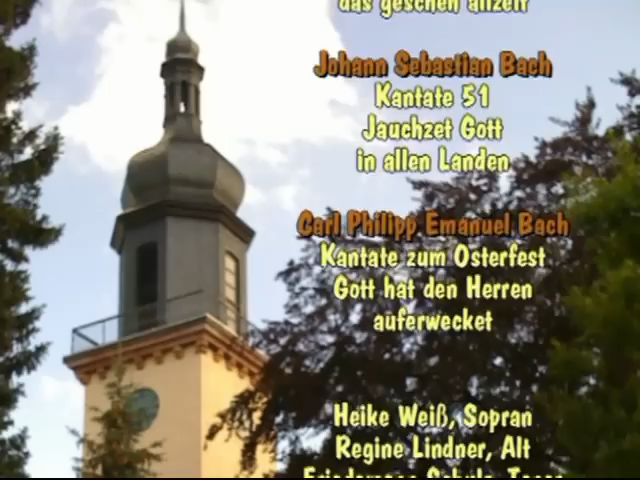 das geschen allzeit
Johann Sebastian Bach
Kantate 51
Jauchzet Gott
in allen Landen
Carl Philipp Emanuel Bach
Kantate zum Osterfest
Gott hat den Herren
auferwecket
Heike Weiß, Sopran
Regine Lindner, Alt